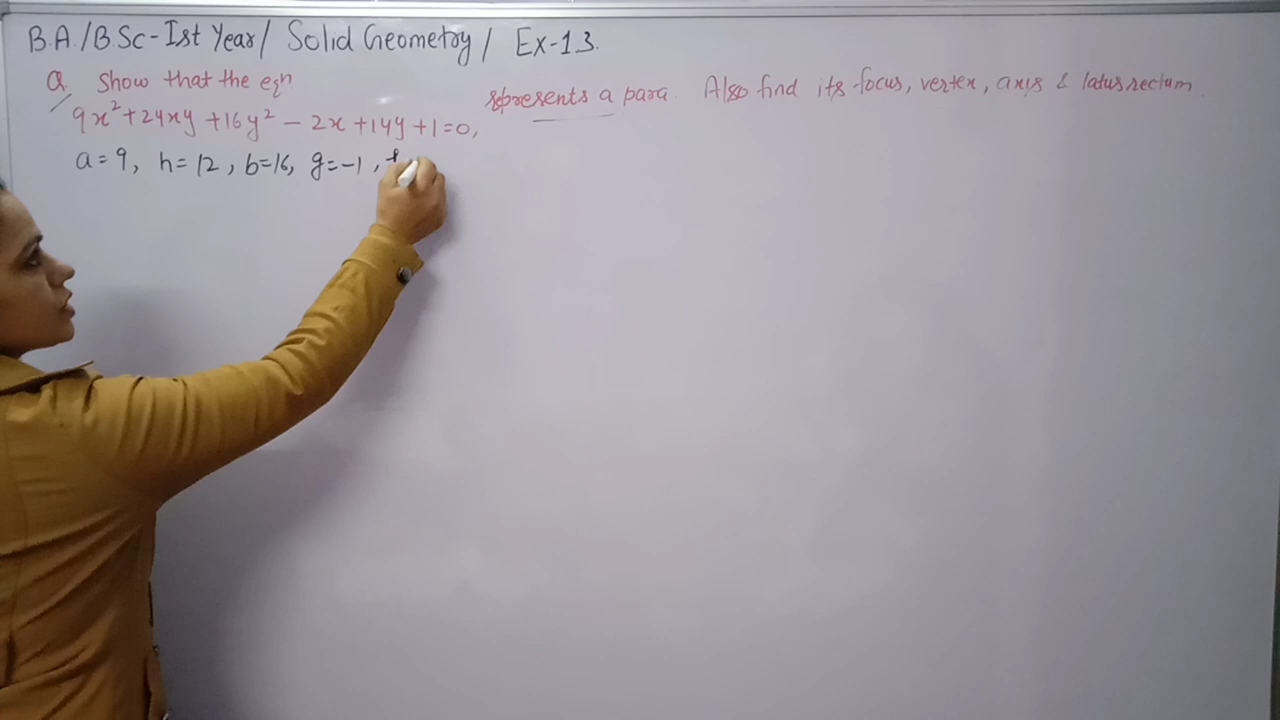 B.A./B.Sc-Ist Year/ Solid Geometry/ Ex-13.
Q. Show that the eqn
9x²+24xy+16y²-2x+14y+1=0, represents a para. Also find its focus, vertex, axis & latus rectum.
a=9, h=12, b=16, g=-1, f